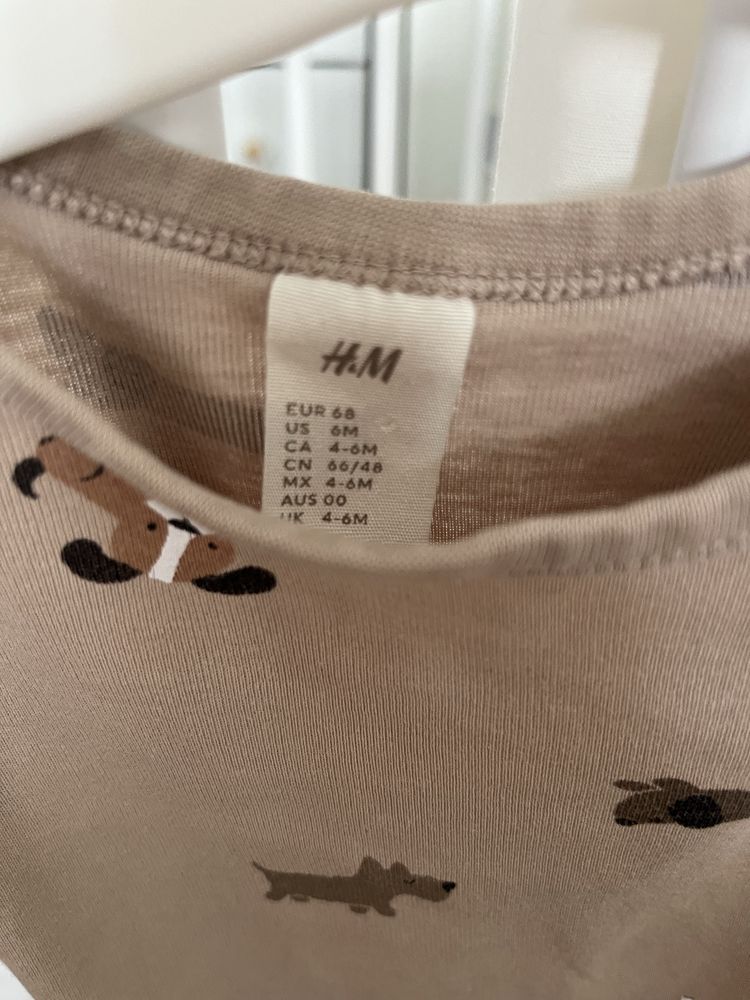 H&M
EUR 68
US 6M
CA 4-6M
CN 66/48
MX 4-6M
AUS 00
UK 4-6M